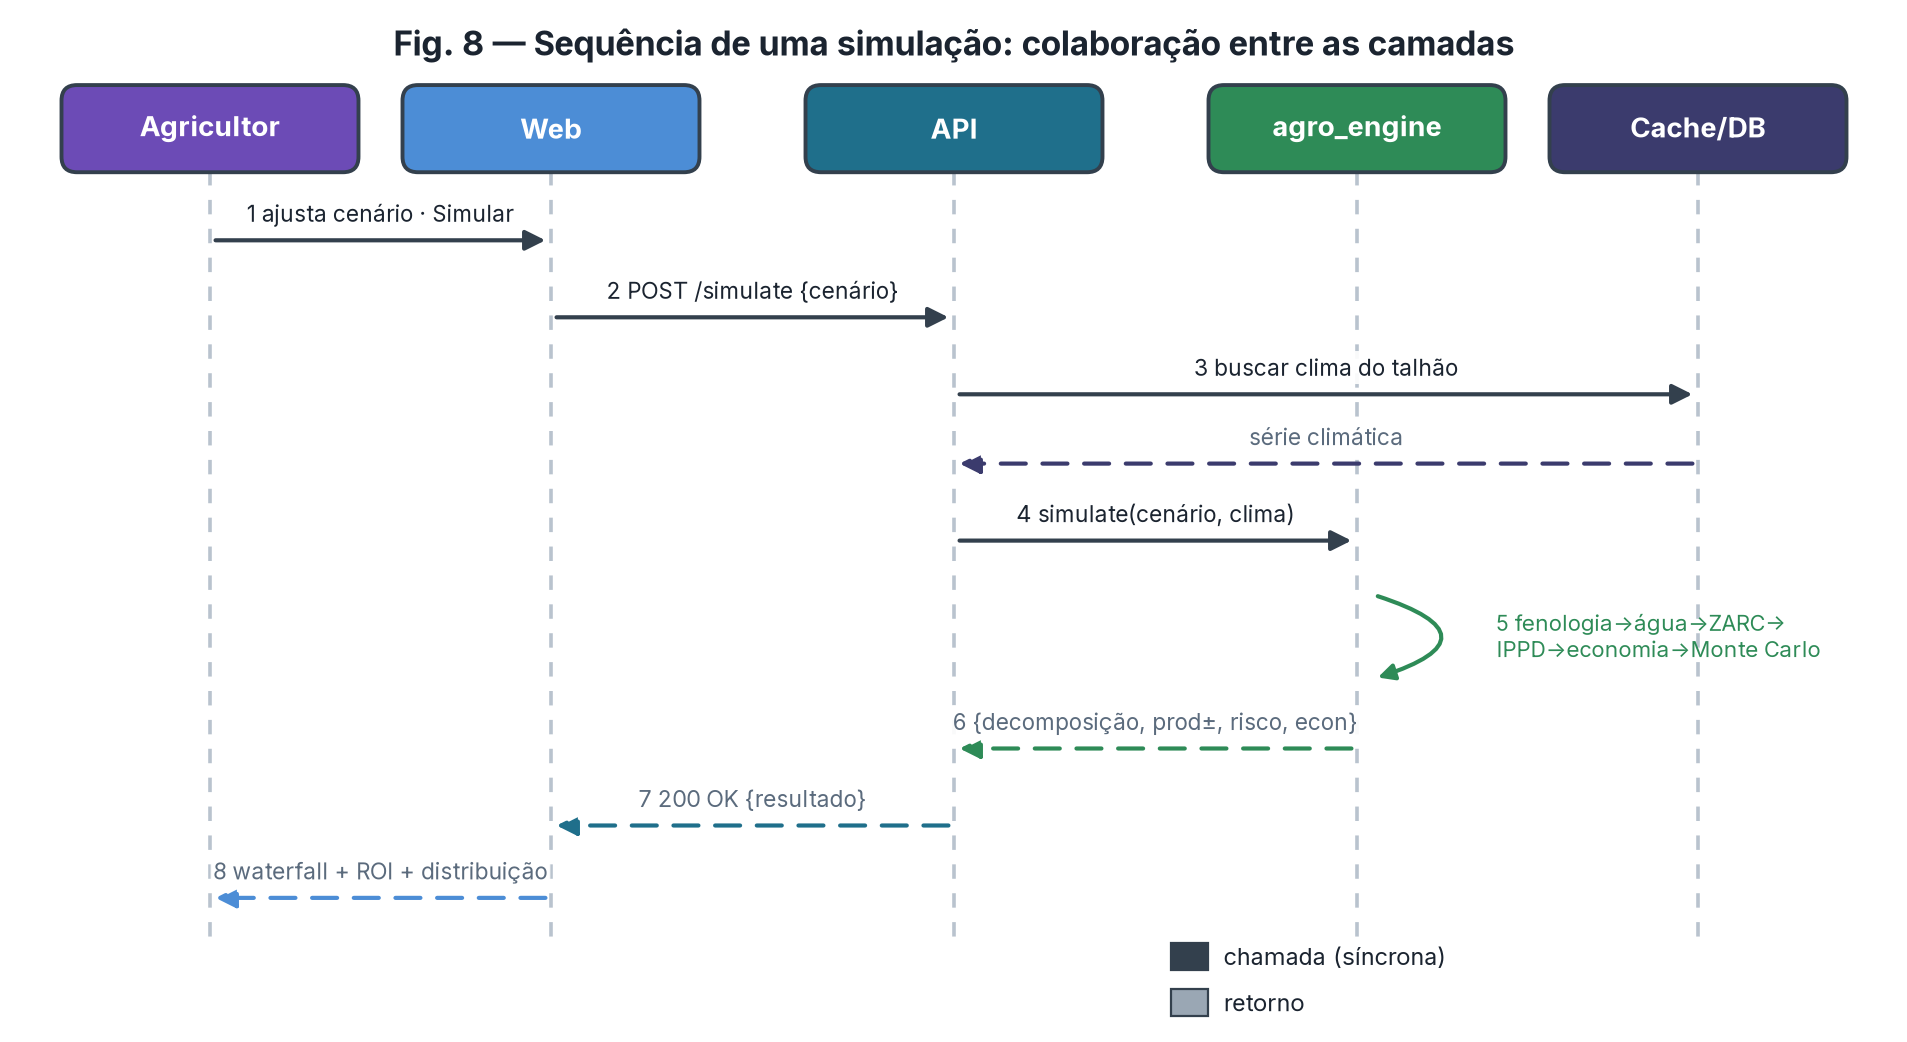 Fig. 8 — Sequência de uma simulação: colaboração entre as camadas
Agricultor
Web
API
agro_engine
Cache/DB
1 ajusta cenário · Simular
2 POST /simulate {cenário}
3 buscar clima do talhão
série climática
4 simulate(cenário, clima)
5 fenologia→água→ZARC→
IPPD→economia→Monte Carlo
6 {decomposição, prod±, risco, econ}
7 200 OK {resultado}
8 waterfall + ROI + distribuição
chamada (síncrona)
retorno